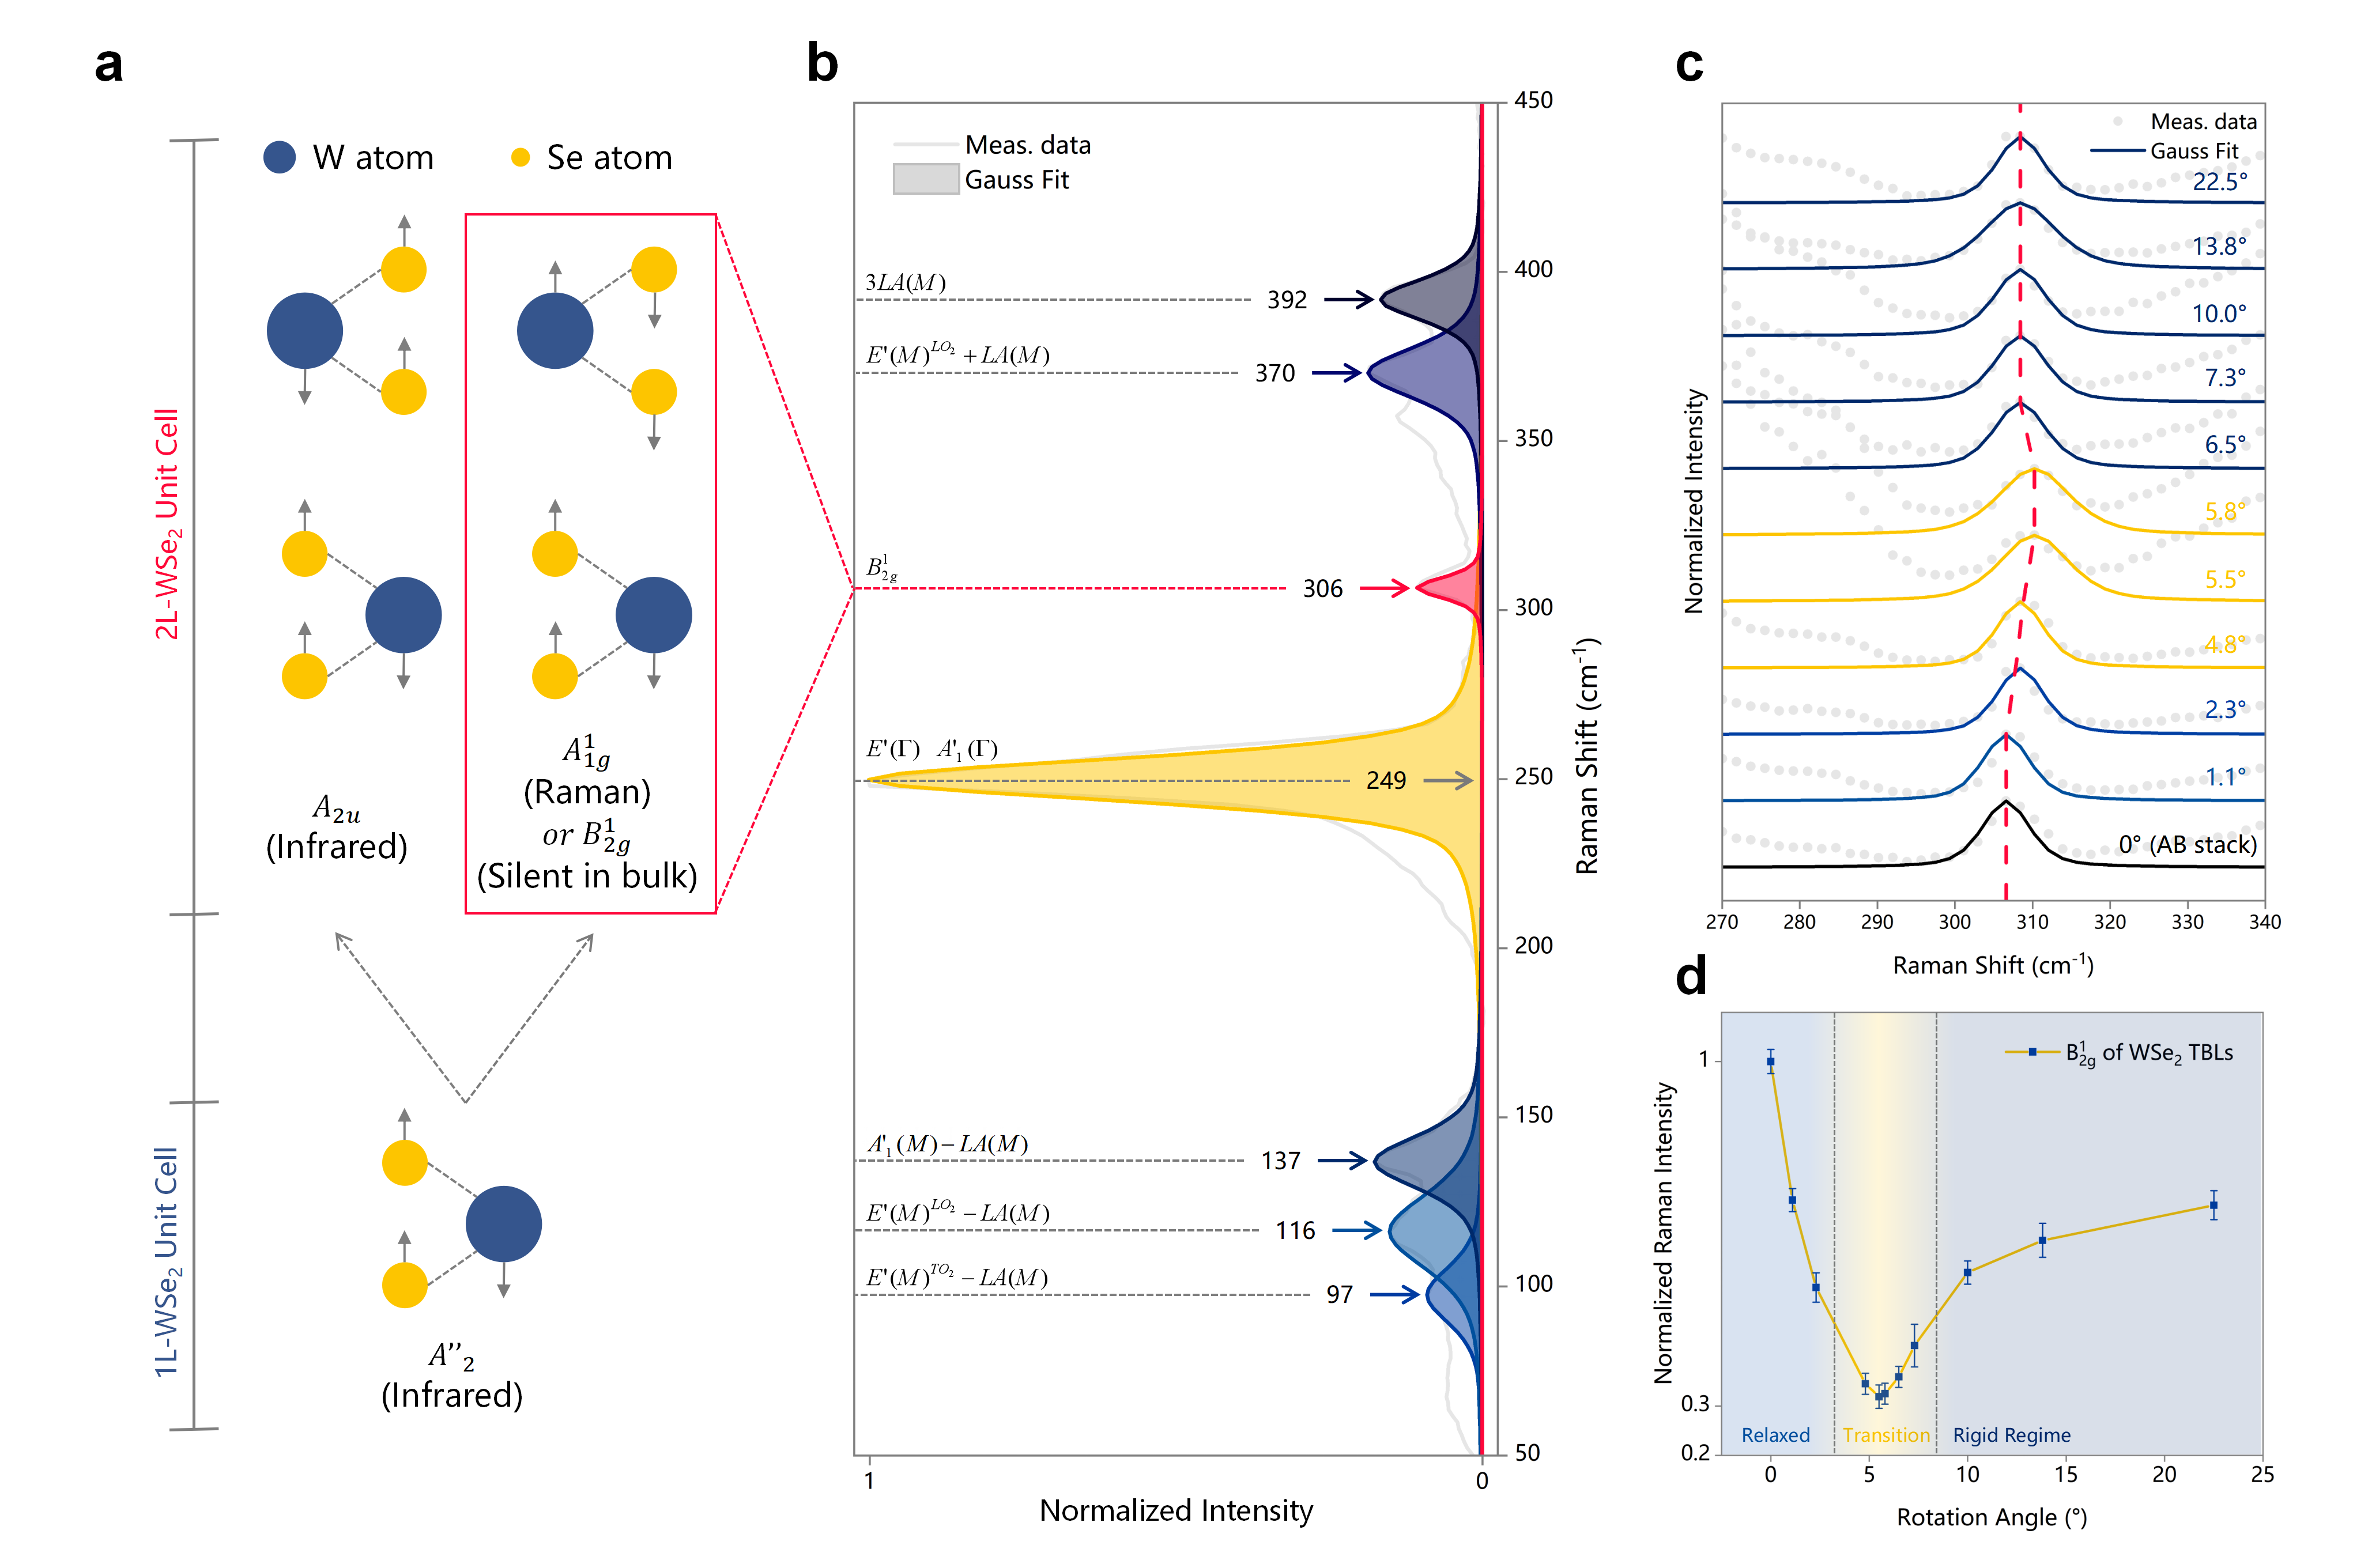 a
W atom
Se atom
2L-WSe₂ Unit Cell
A₂ᵤ
(Infrared)
A¹₁g
(Raman)
or B¹₂g
(Silent in bulk)
1L-WSe₂ Unit Cell
A’’₂
(Infrared)
b
Meas. data
Gauss Fit
3LA(M)
392
E'(M)^LO₂+LA(M)
370
B¹₂g
306
E'(Γ) A'₁(Γ)
249
A'₁(M)−LA(M)
137
E'(M)^LO₂−LA(M)
116
E'(M)^TO₂−LA(M)
97
450
400
350
300
250
200
150
100
50
Raman Shift (cm⁻¹)
1
0
Normalized Intensity
c
Meas. data
Gauss Fit
22.5°
13.8°
10.0°
7.3°
6.5°
5.8°
5.5°
4.8°
2.3°
1.1°
0° (AB stack)
Normalized Intensity
270 280 290 300 310 320 330 340
Raman Shift (cm⁻¹)
d
B¹₂g of WSe₂ TBLs
1
0.3
0.2
Normalized Raman Intensity
Relaxed
Transition
Rigid Regime
0 5 10 15 20 25
Rotation Angle (°)